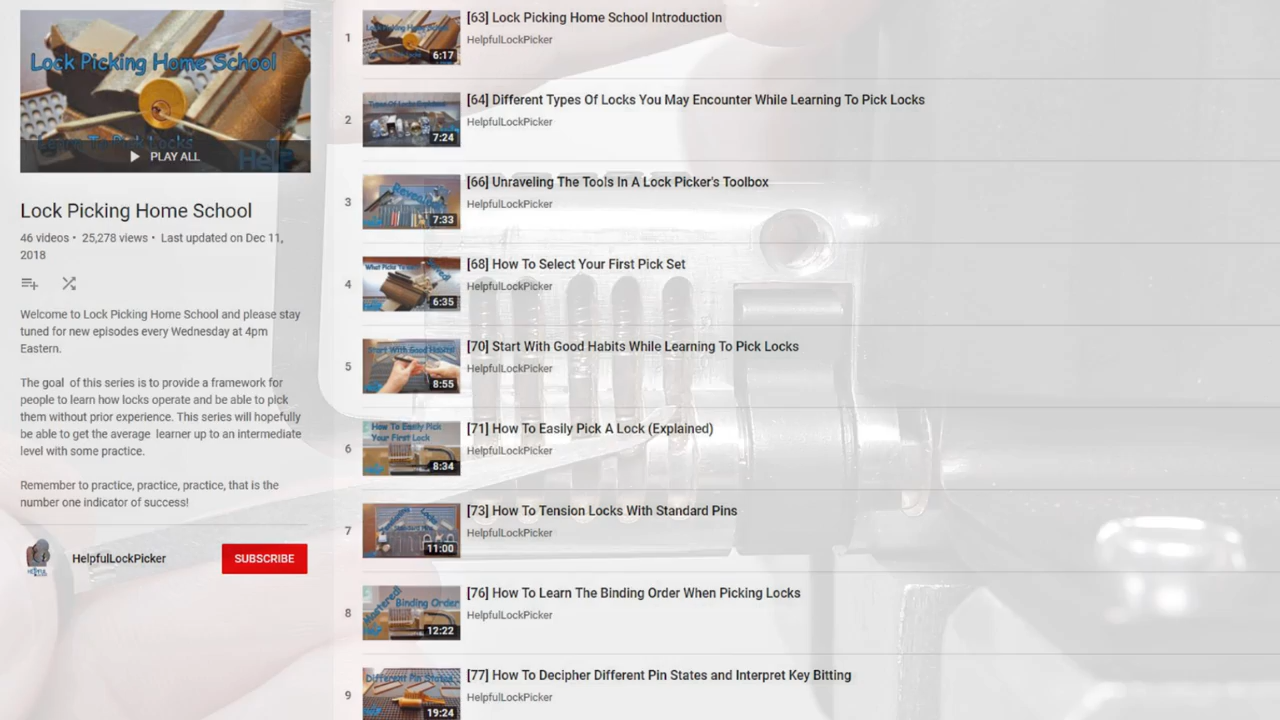 Lock Picking Home School
Learn To Pick Locks
PLAY ALL
Help
Lock Picking Home School
46 videos • 25,278 views • Last updated on Dec 11,
2018
Welcome to Lock Picking Home School and please stay
tuned for new episodes every Wednesday at 4pm
Eastern.
The goal of this series is to provide a framework for
people to learn how locks operate and be able to pick
them without prior experience. This series will hopefully
be able to get the average learner up to an intermediate
level with some practice.
Remember to practice, practice, practice, that is the
number one indicator of success!
HelpfulLockPicker
SUBSCRIBE
1
6:17
[63] Lock Picking Home School Introduction
HelpfulLockPicker
2
7:24
[64] Different Types Of Locks You May Encounter While Learning To Pick Locks
HelpfulLockPicker
3
7:33
[66] Unraveling The Tools In A Lock Picker's Toolbox
HelpfulLockPicker
4
6:35
[68] How To Select Your First Pick Set
HelpfulLockPicker
5
Start With Good Habits
8:55
[70] Start With Good Habits While Learning To Pick Locks
HelpfulLockPicker
6
How To Easily Pick
Your First Lock
8:34
[71] How To Easily Pick A Lock (Explained)
HelpfulLockPicker
7
11:00
[73] How To Tension Locks With Standard Pins
HelpfulLockPicker
8
Mastered!
Binding Order
12:22
[76] How To Learn The Binding Order When Picking Locks
HelpfulLockPicker
9
Different Pin States
19:24
[77] How To Decipher Different Pin States and Interpret Key Bitting
HelpfulLockPicker